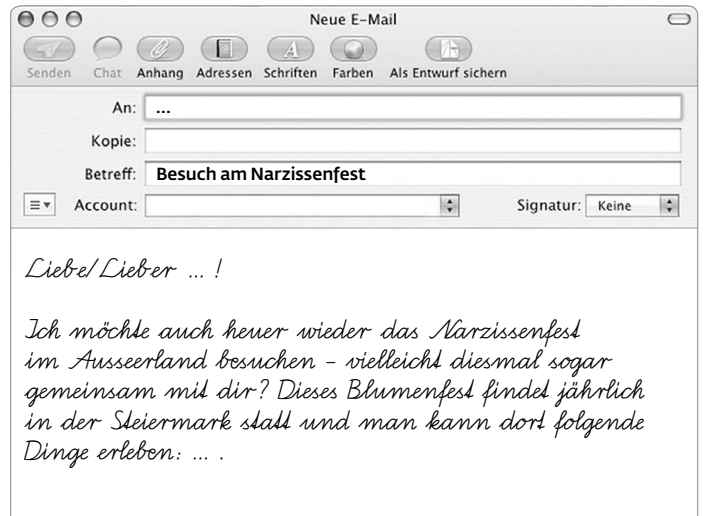 Neue E-Mail
Senden Chat Anhang Adressen Schriften Farben Als Entwurf sichern
An: ...
Kopie:
Betreff: Besuch am Narzissenfest
Account: Signatur: Keine
Liebe/Lieber ... !
Ich möchte auch heuer wieder das Narzissenfest
im Ausseerland besuchen – vielleicht diesmal sogar
gemeinsam mit dir? Dieses Blumenfest findet jährlich
in der Steiermark statt und man kann dort folgende
Dinge erleben: ... .